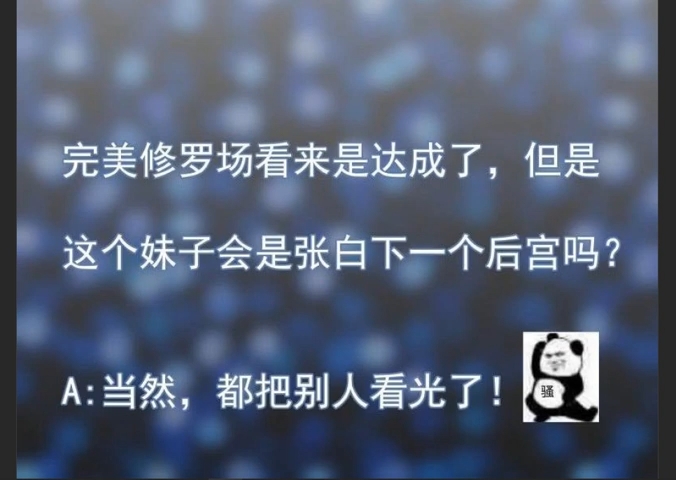 完美修罗场看来是达成了，但是
这个妹子会是张白下一个后宫吗？
A:当然，都把别人看光了！
骚